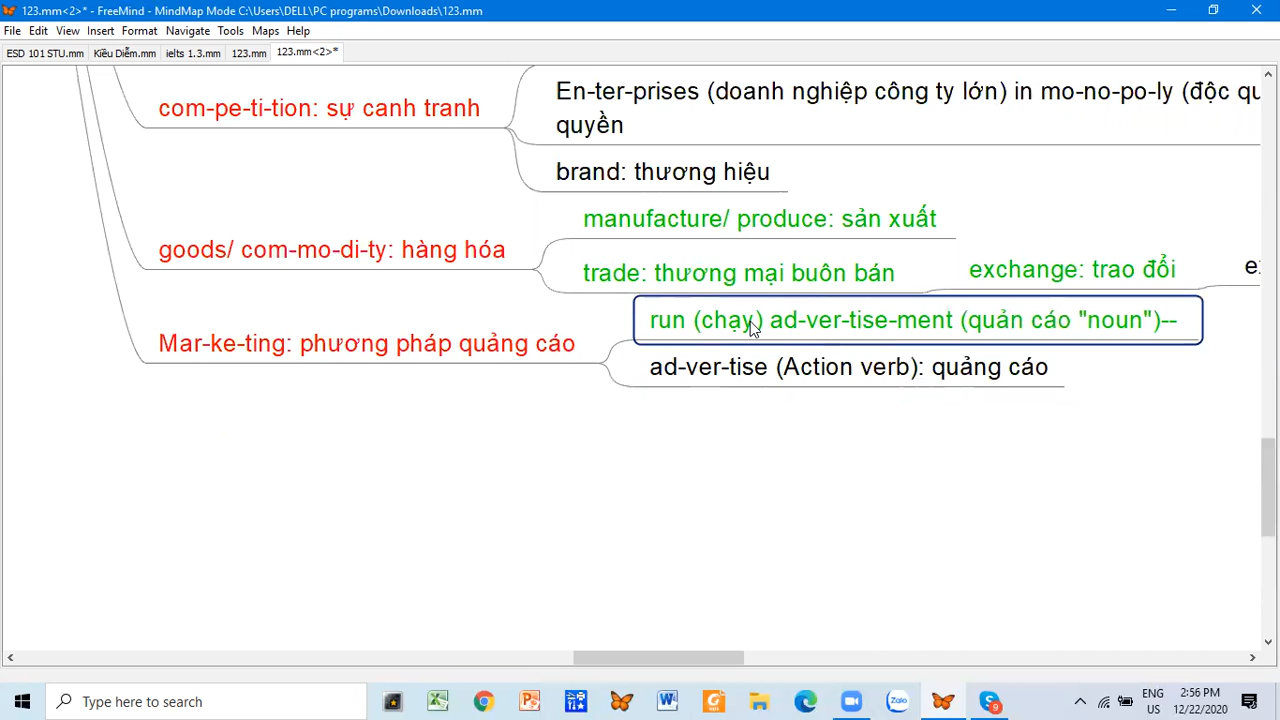 123.mm<2>* - FreeMind - MindMap Mode C:\Users\DELL\PC programs\Downloads\123.mm
File Edit View Insert Format Navigate Tools Maps Help
ESD 101 STU.mm Kiều Diễm.mm ielts 1.3.mm 123.mm 123.mm<2>*
com-pe-ti-tion: sự canh tranh
En-ter-prises (doanh nghiệp công ty lớn) in mo-no-po-ly (độc qu
quyền
brand: thương hiệu
goods/ com-mo-di-ty: hàng hóa
manufacture/ produce: sản xuất
trade: thương mại buôn bán
exchange: trao đổi
Mar-ke-ting: phương pháp quảng cáo
run (chạy) ad-ver-tise-ment (quản cáo "noun")--
ad-ver-tise (Action verb): quảng cáo
Type here to search
Zalo
9
ENG
US
2:56 PM
12/22/2020